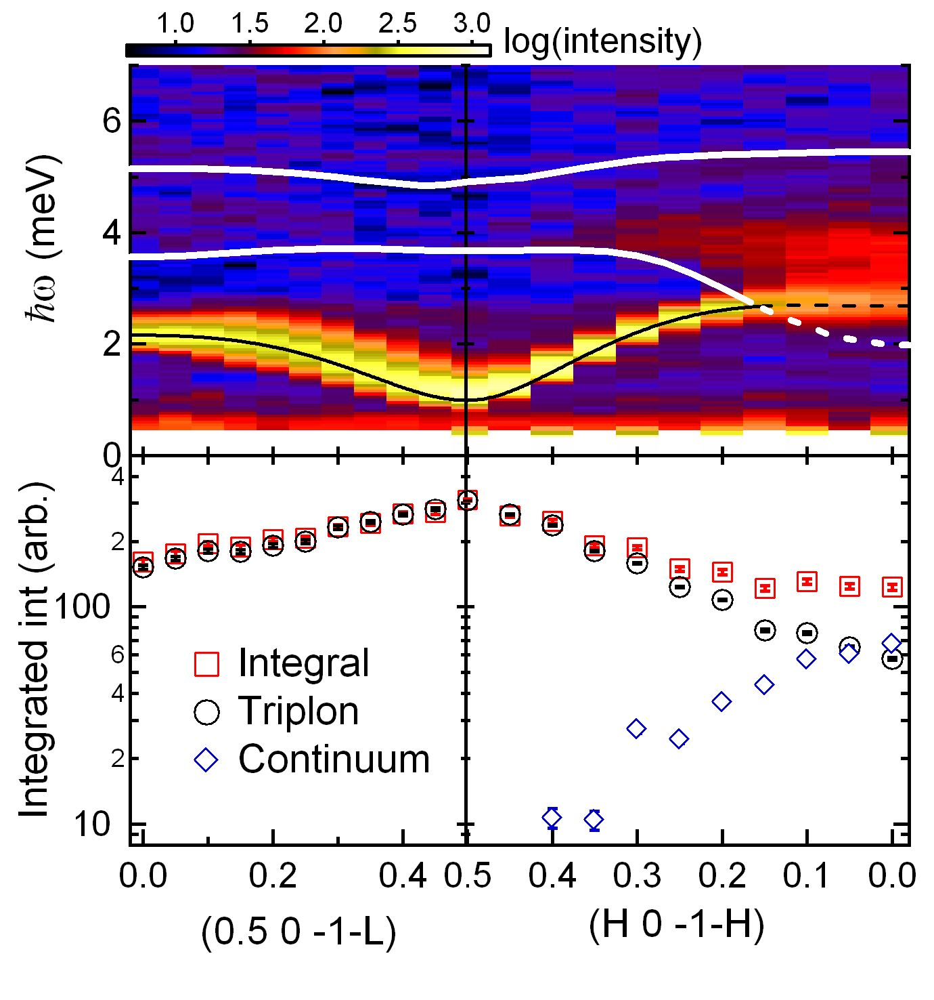 1.0 1.5 2.0 2.5 3.0
log(intensity)
ħω (meV)
6
4
2
0
Integrated int (arb.)
4
2
100
6
4
2
10
Integral
Triplon
Continuum
0.0 0.2 0.4 0.5 0.4 0.3 0.2 0.1 0.0
(0.5 0 -1-L)
(H 0 -1-H)